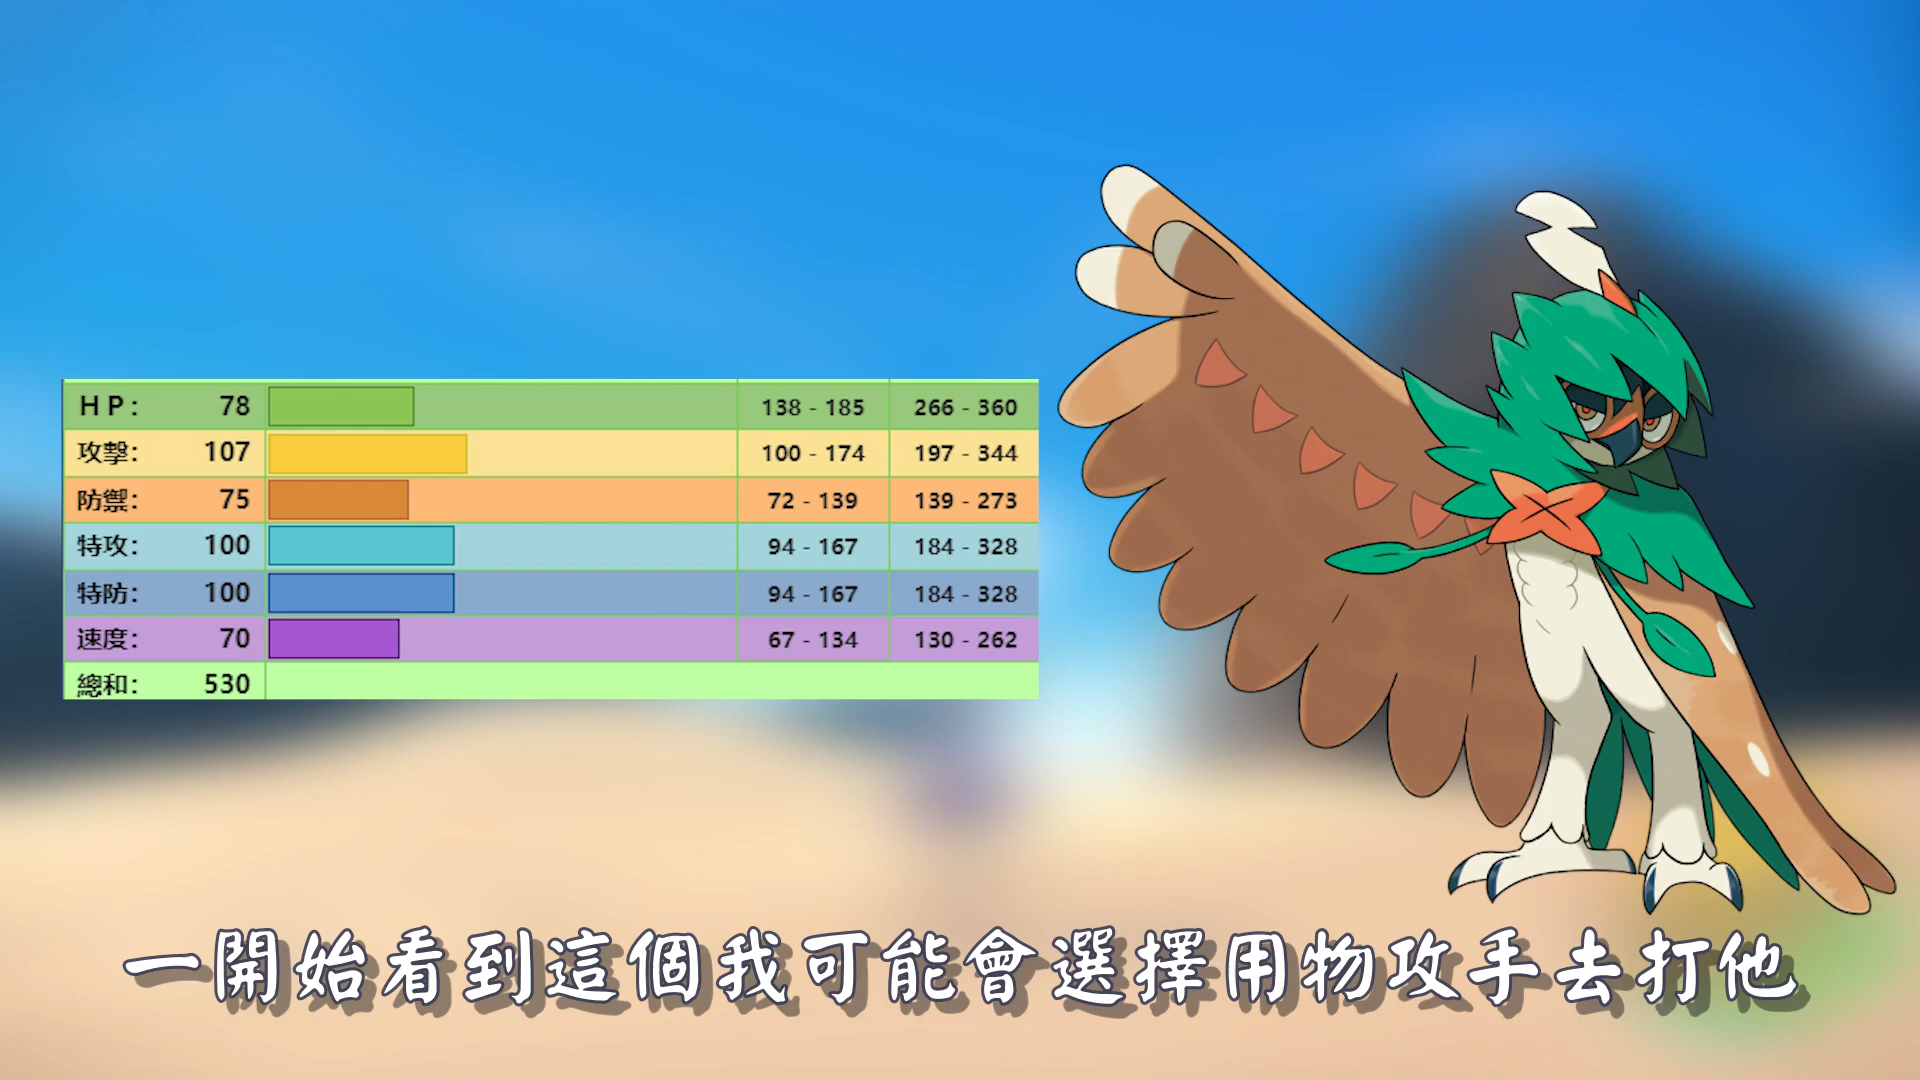 HP: 78 138 - 185 266 - 360
攻擊: 107 100 - 174 197 - 344
防禦: 75 72 - 139 139 - 273
特攻: 100 94 - 167 184 - 328
特防: 100 94 - 167 184 - 328
速度: 70 67 - 134 130 - 262
總和: 530
一開始看到這個我可能會選擇用物攻手去打他